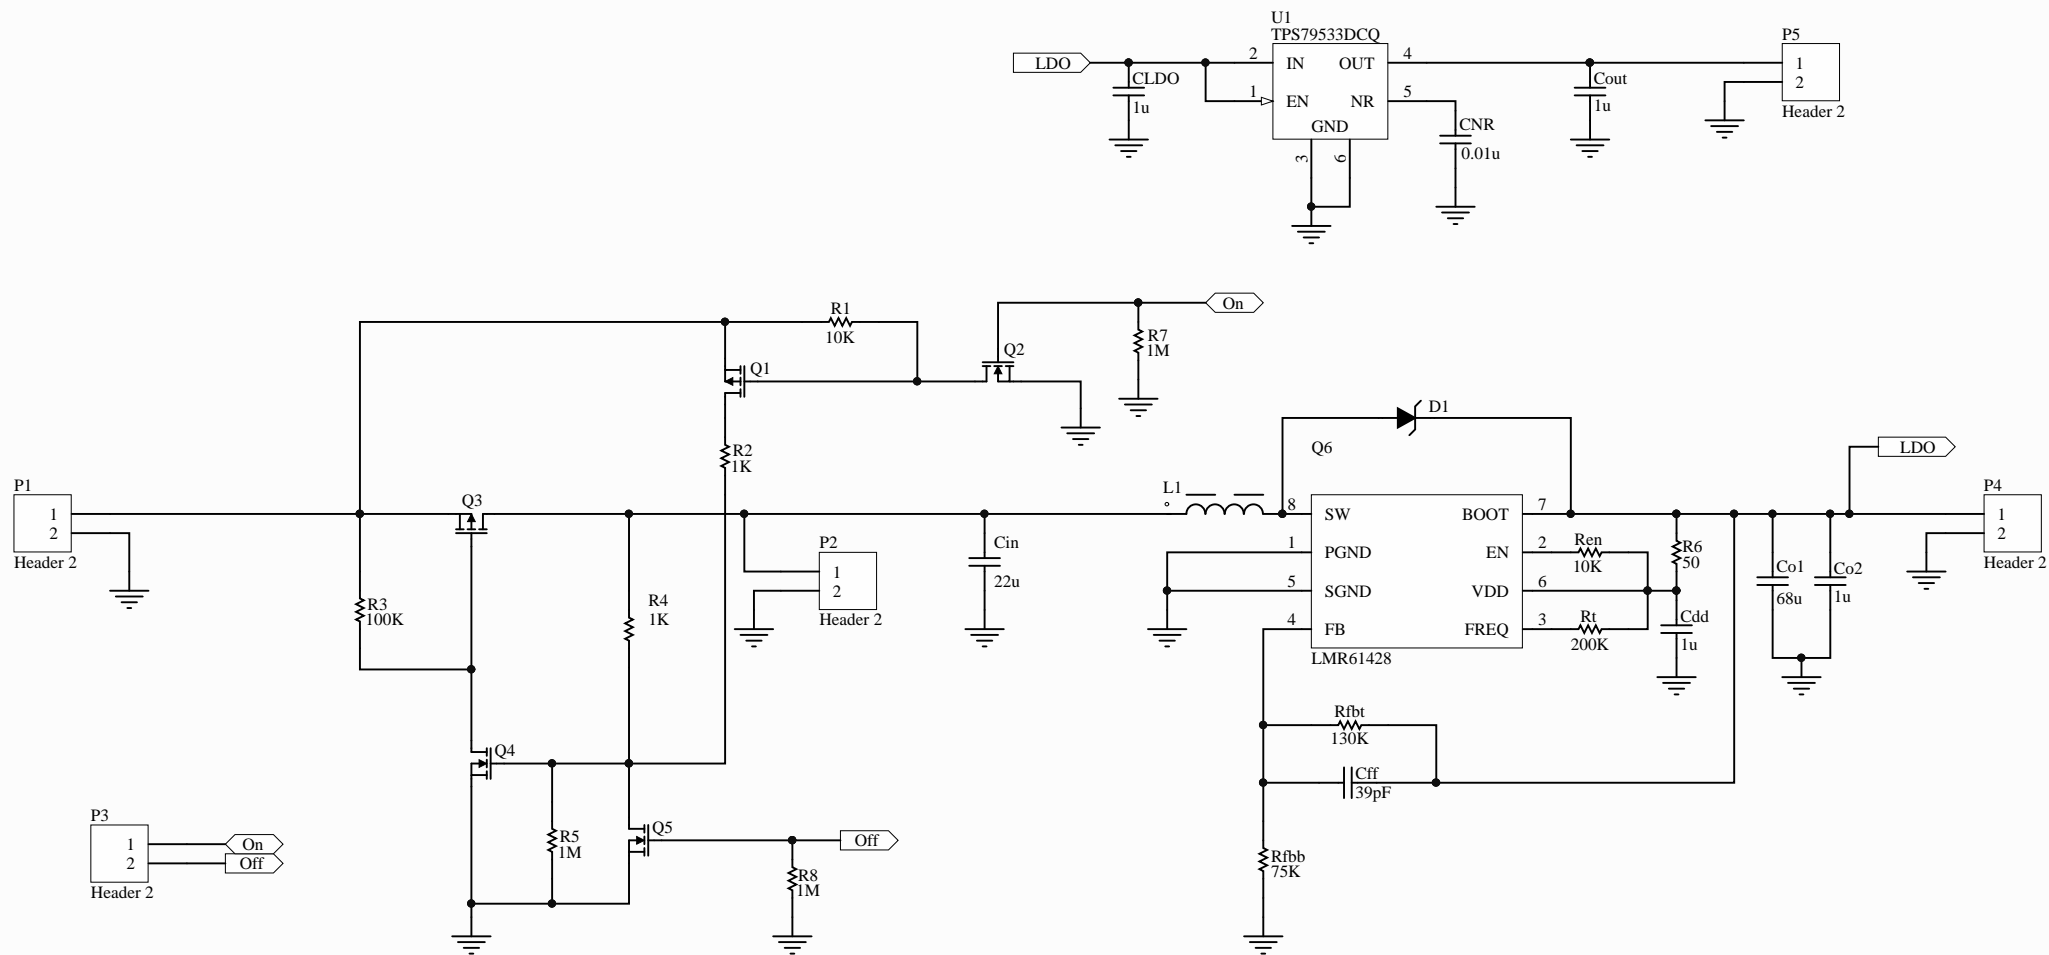 U1
TPS79533DCQ
LDO
2
IN
OUT
4
CLDO
1u
1
EN
NR
5
GND
3
6
CNR
0.01u
Cout
1u
P5
1
2
Header 2
On
R1
10K
R7
1M
Q2
Q1
R2
1K
D1
Q6
LDO
P1
1
2
Header 2
Q3
L1
8
SW
BOOT
7
1
PGND
EN
2
5
SGND
VDD
6
4
FB
FREQ
3
LMR61428
Ren
10K
Rt
200K
R6
50
Cdd
1u
Co1
68u
Co2
1u
P4
1
2
Header 2
P2
1
2
Header 2
Cin
22u
R3
100K
R4
1K
Rfbt
130K
Cff
39pF
Rfbb
75K
Q4
Q5
R5
1M
R8
1M
Off
P3
1
2
Header 2
On
Off